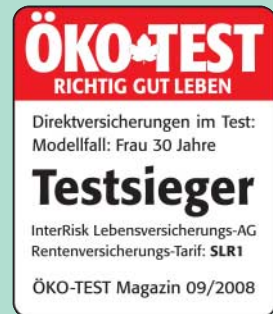 ÖKO TEST
RICHTIG GUT LEBEN
Direktversicherungen im Test:
Modellfall: Frau 30 Jahre
Testsieger
InterRisk Lebensversicherungs-AG
Rentenversicherungs-Tarif: SLR1
ÖKO-TEST Magazin 09/2008